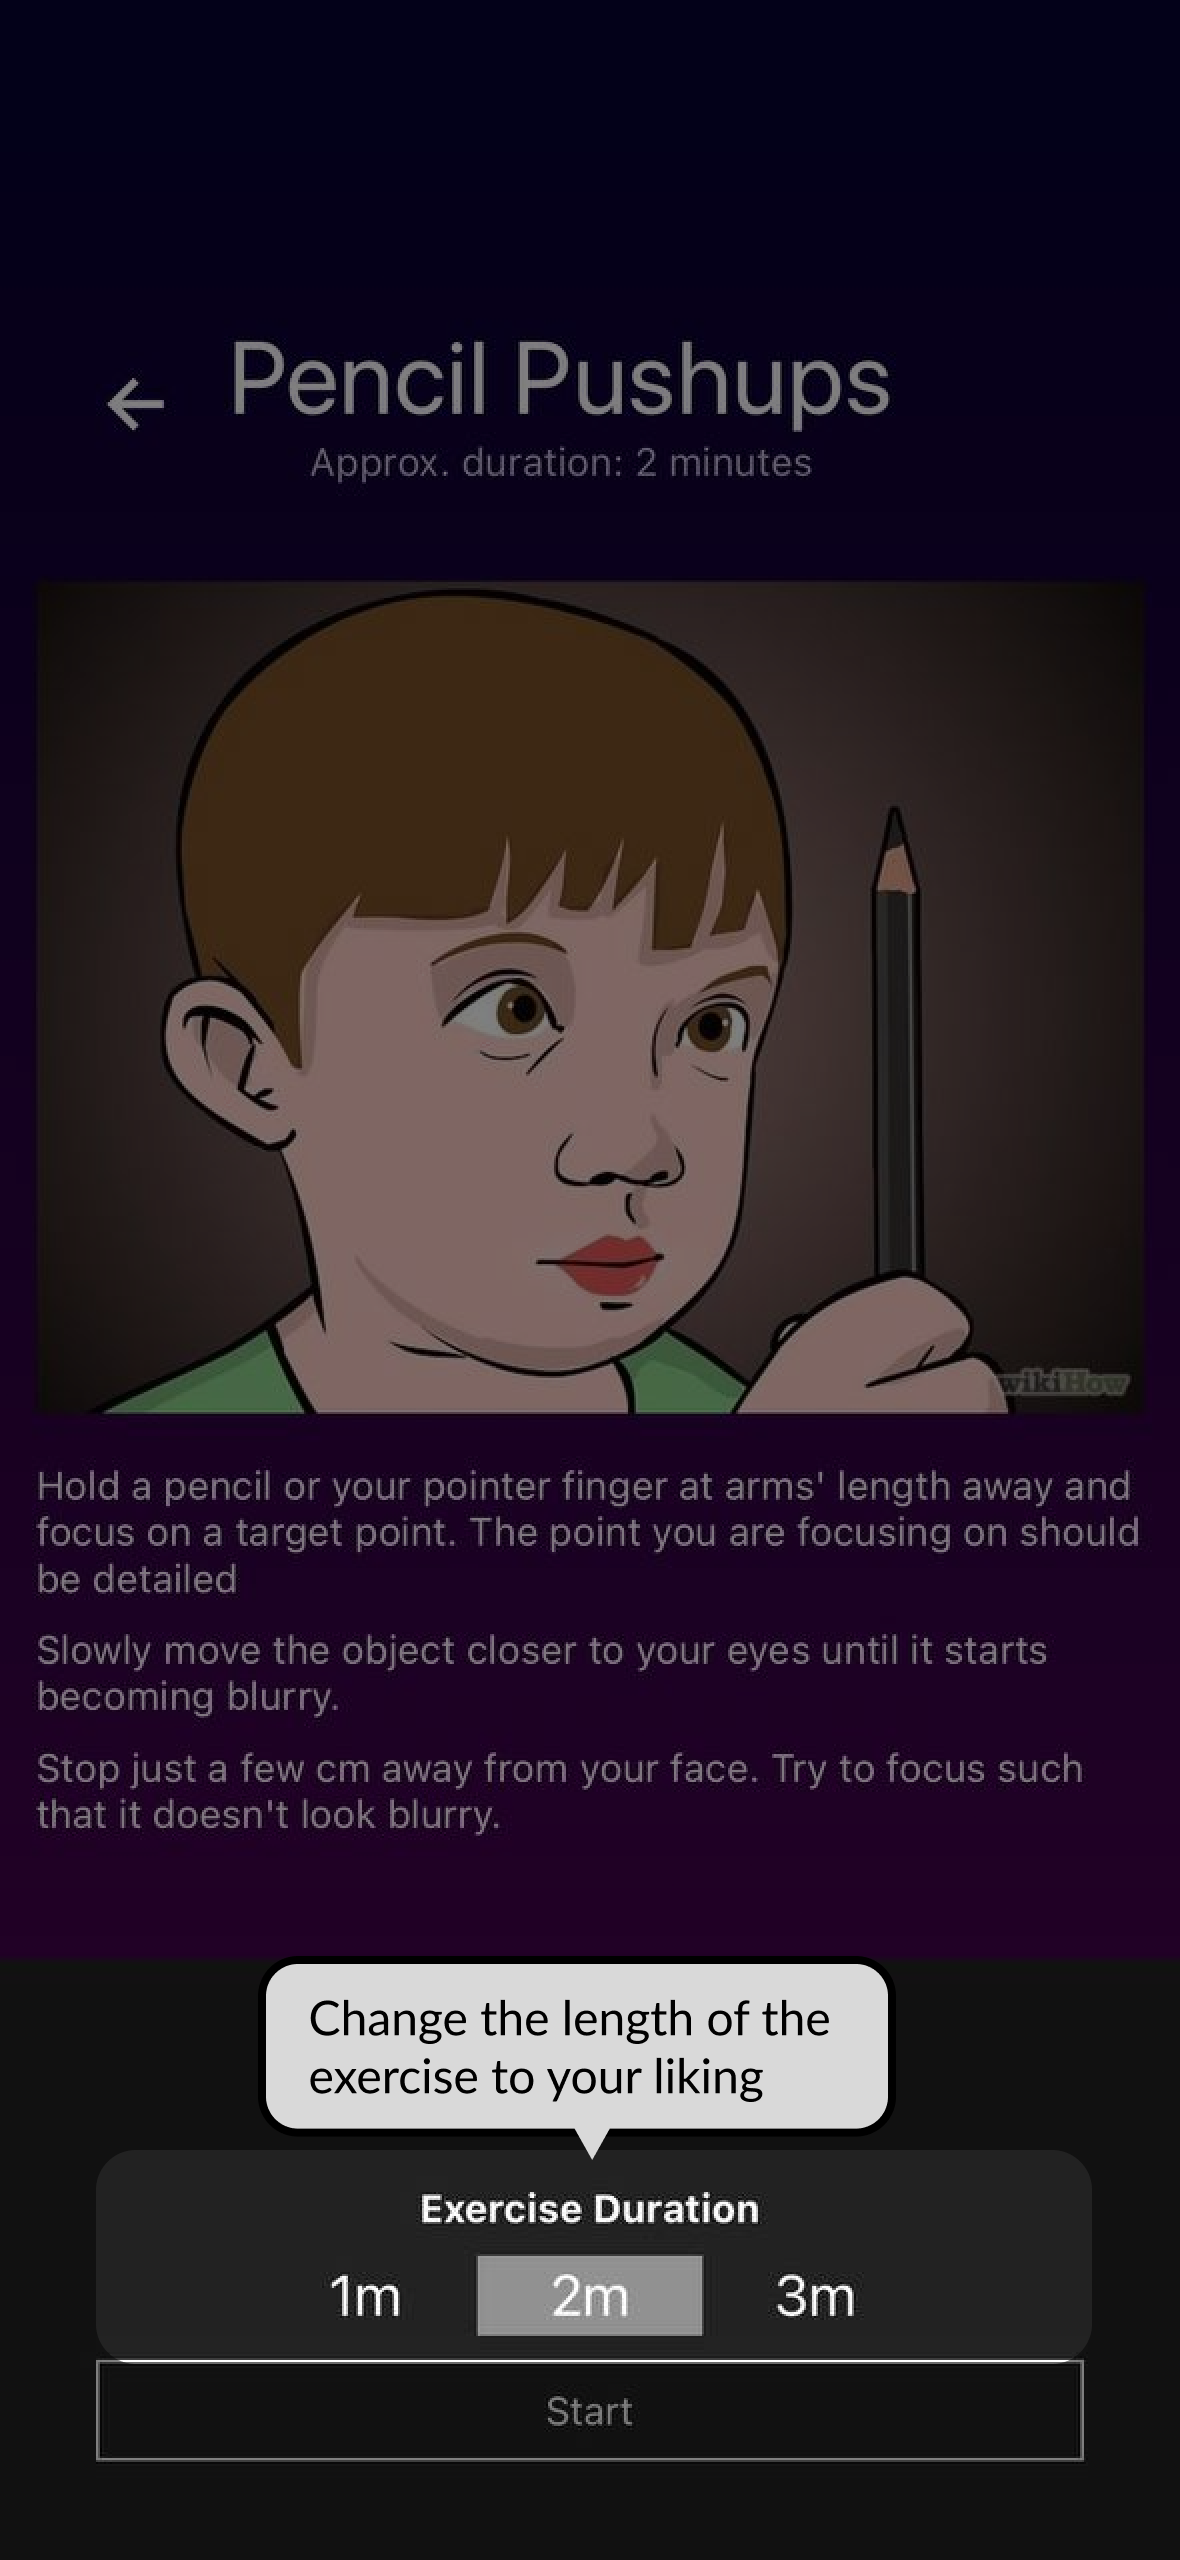 Pencil Pushups
Approx. duration: 2 minutes
wikiHow
Hold a pencil or your pointer finger at arms' length away and
focus on a target point. The point you are focusing on should
be detailed
Slowly move the object closer to your eyes until it starts
becoming blurry.
Stop just a few cm away from your face. Try to focus such
that it doesn't look blurry.
Change the length of the
exercise to your liking
Exercise Duration
1m 2m 3m
Start